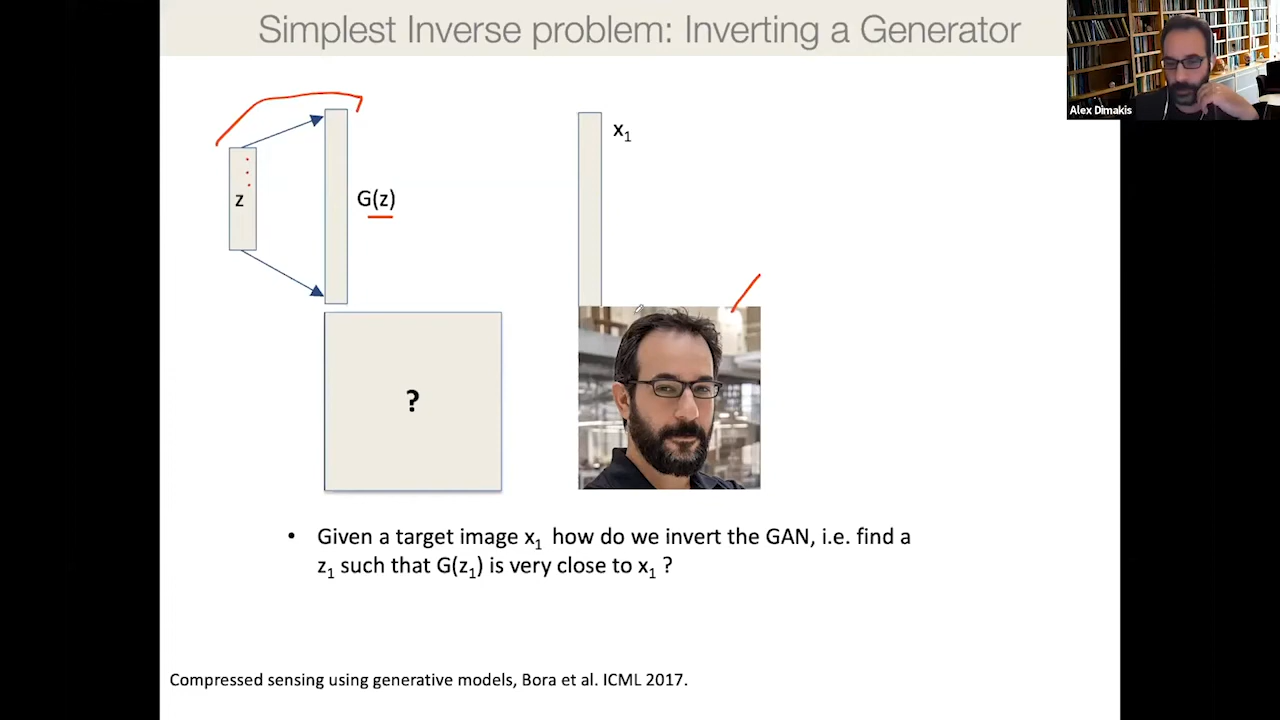 Simplest Inverse problem: Inverting a Generator
Alex Dimakis
x1
z
G(z)
?
• Given a target image x1 how do we invert the GAN, i.e. find a
z1 such that G(z1) is very close to x1 ?
Compressed sensing using generative models, Bora et al. ICML 2017.